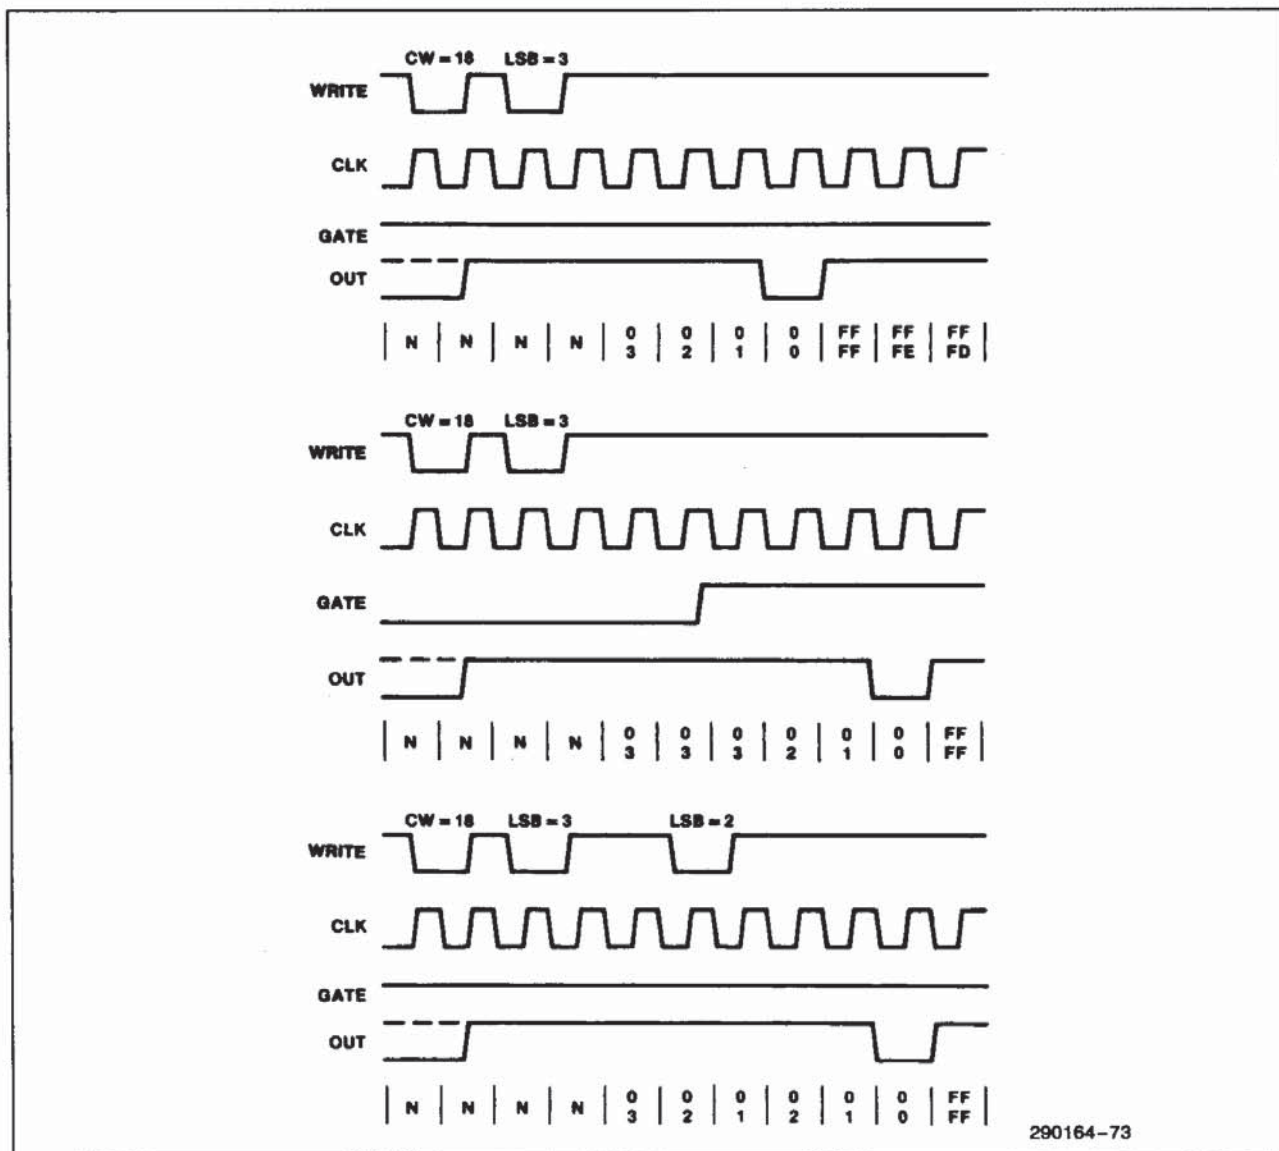 CW = 18 LSB = 3
WRITE
CLK
GATE
OUT
N N N N 0 0 0 0 FF FF FF
3 2 1 0 FF FE FD
CW = 18 LSB = 3
WRITE
CLK
GATE
OUT
N N N N 0 0 0 0 0 0 FF
3 3 3 2 1 0 FF
CW = 18 LSB = 3 LSB = 2
WRITE
CLK
GATE
OUT
N N N N 0 0 0 0 0 0 FF
3 2 1 2 1 0 FF
290164-73